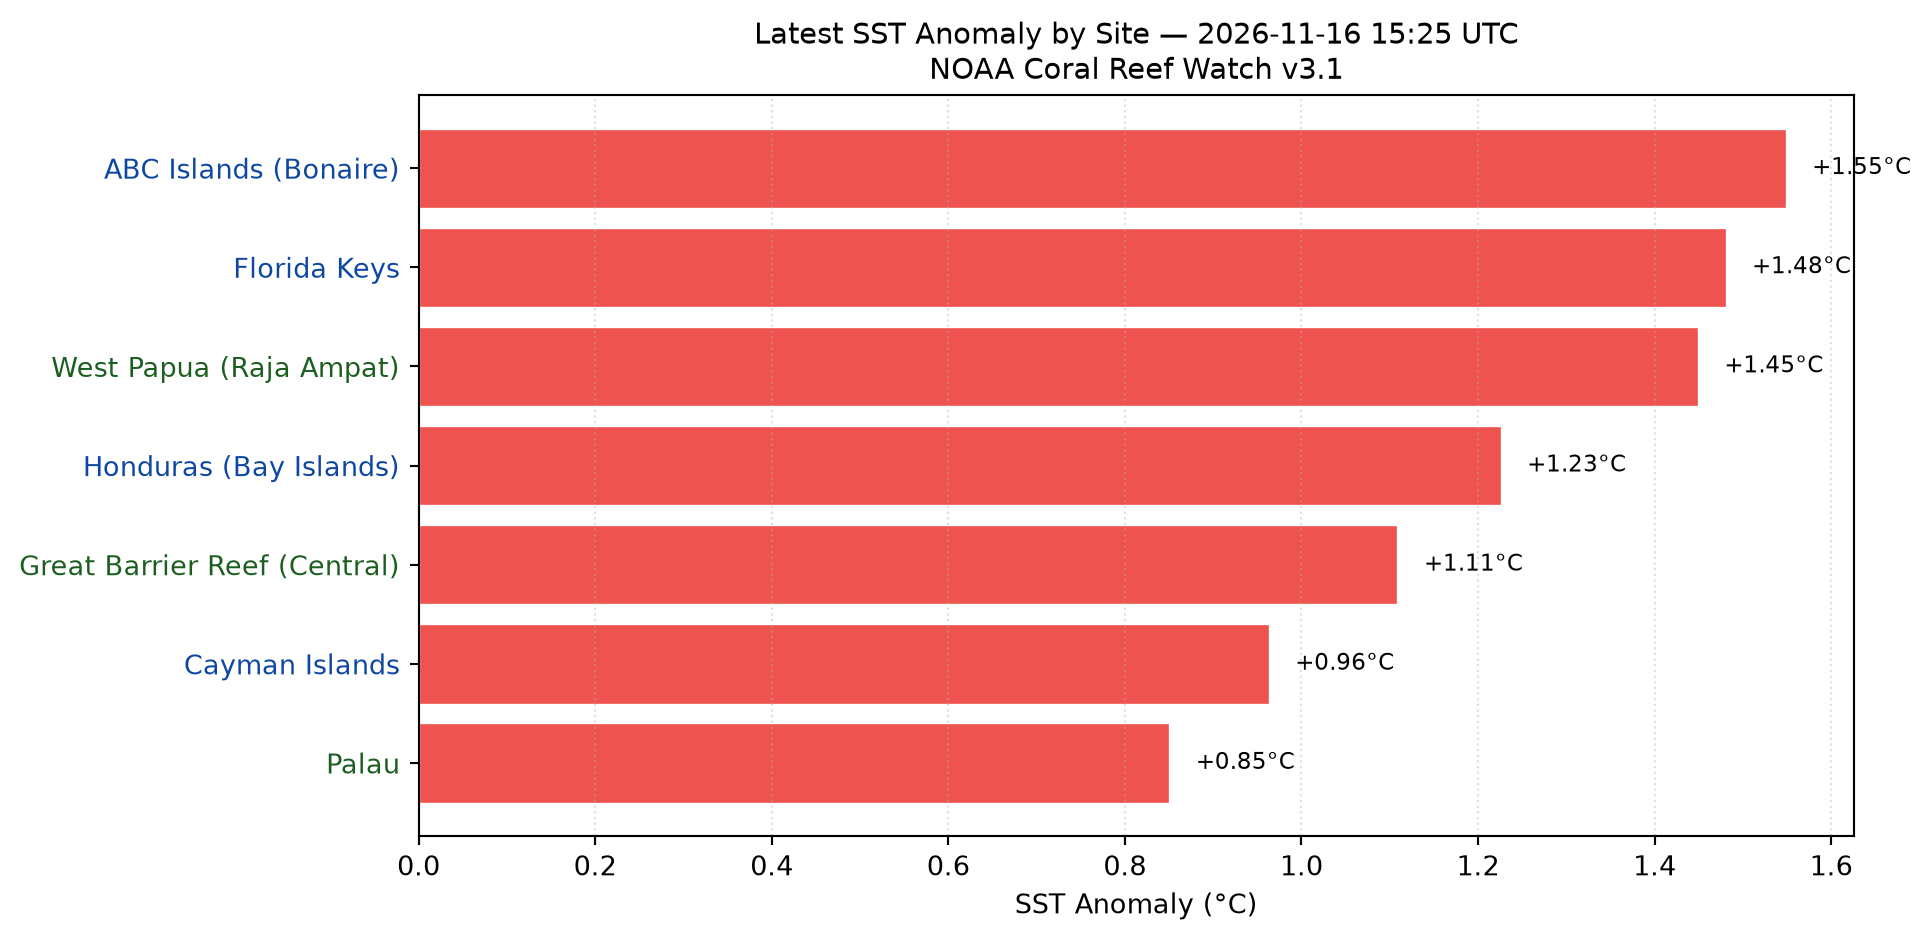 Latest SST Anomaly by Site — 2026-11-16 15:25 UTC
NOAA Coral Reef Watch v3.1
ABC Islands (Bonaire)
+1.55°C
Florida Keys
+1.48°C
West Papua (Raja Ampat)
+1.45°C
Honduras (Bay Islands)
+1.23°C
Great Barrier Reef (Central)
+1.11°C
Cayman Islands
+0.96°C
Palau
+0.85°C
0.0 0.2 0.4 0.6 0.8 1.0 1.2 1.4 1.6
SST Anomaly (°C)